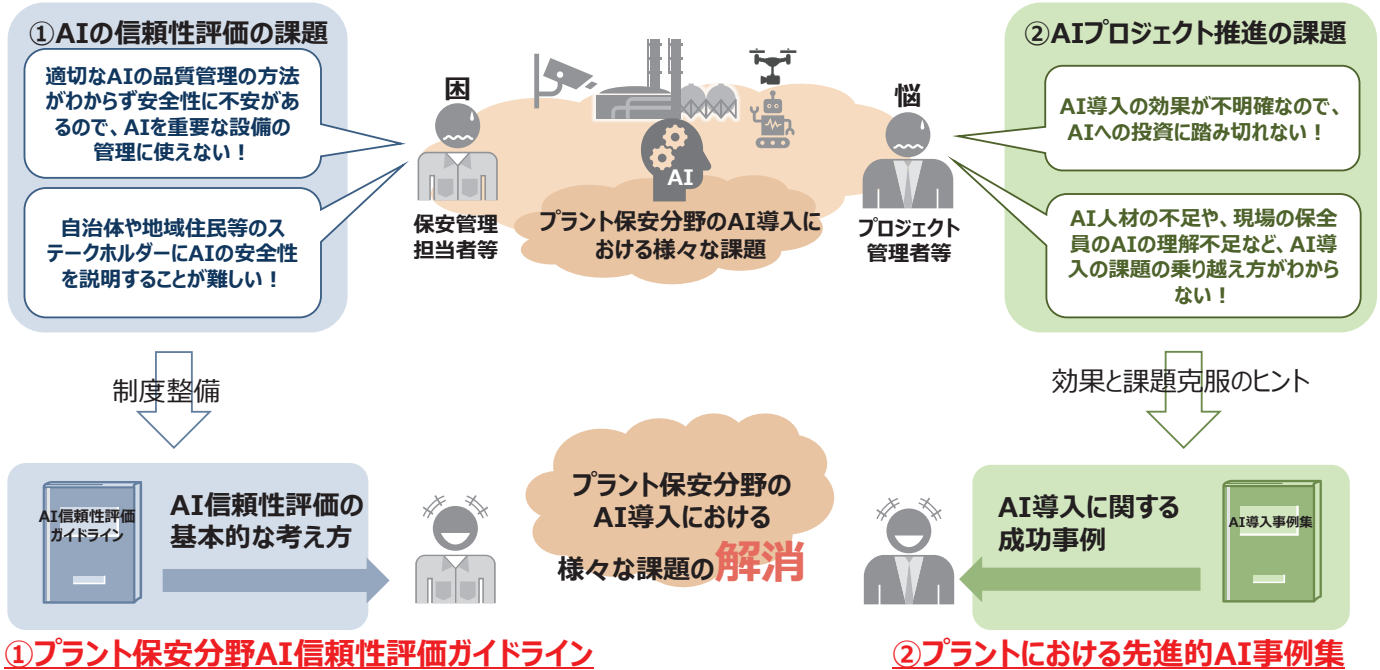 ①AIの信頼性評価の課題
適切なAIの品質管理の方法
がわからず安全性に不安があ
るので、AIを重要な設備の
管理に使えない！
自治体や地域住民等のス
テークホルダーにAIの安全性
を説明することが難しい！
困
保安管理
担当者等
AI
プラント保安分野のAI導入に
おける様々な課題
悩
プロジェクト
管理者等
②AIプロジェクト推進の課題
AI導入の効果が不明確なので、
AIへの投資に踏み切れない！
AI人材の不足や、現場の保全
員のAIの理解不足など、AI導
入の課題の乗り越え方がわから
ない！
制度整備
効果と課題克服のヒント
AI信頼性評価
ガイドライン
AI信頼性評価の
基本的な考え方
プラント保安分野の
AI導入における
様々な課題の解消
AI導入に関する
成功事例
AI導入事例集
①プラント保安分野AI信頼性評価ガイドライン
②プラントにおける先進的AI事例集